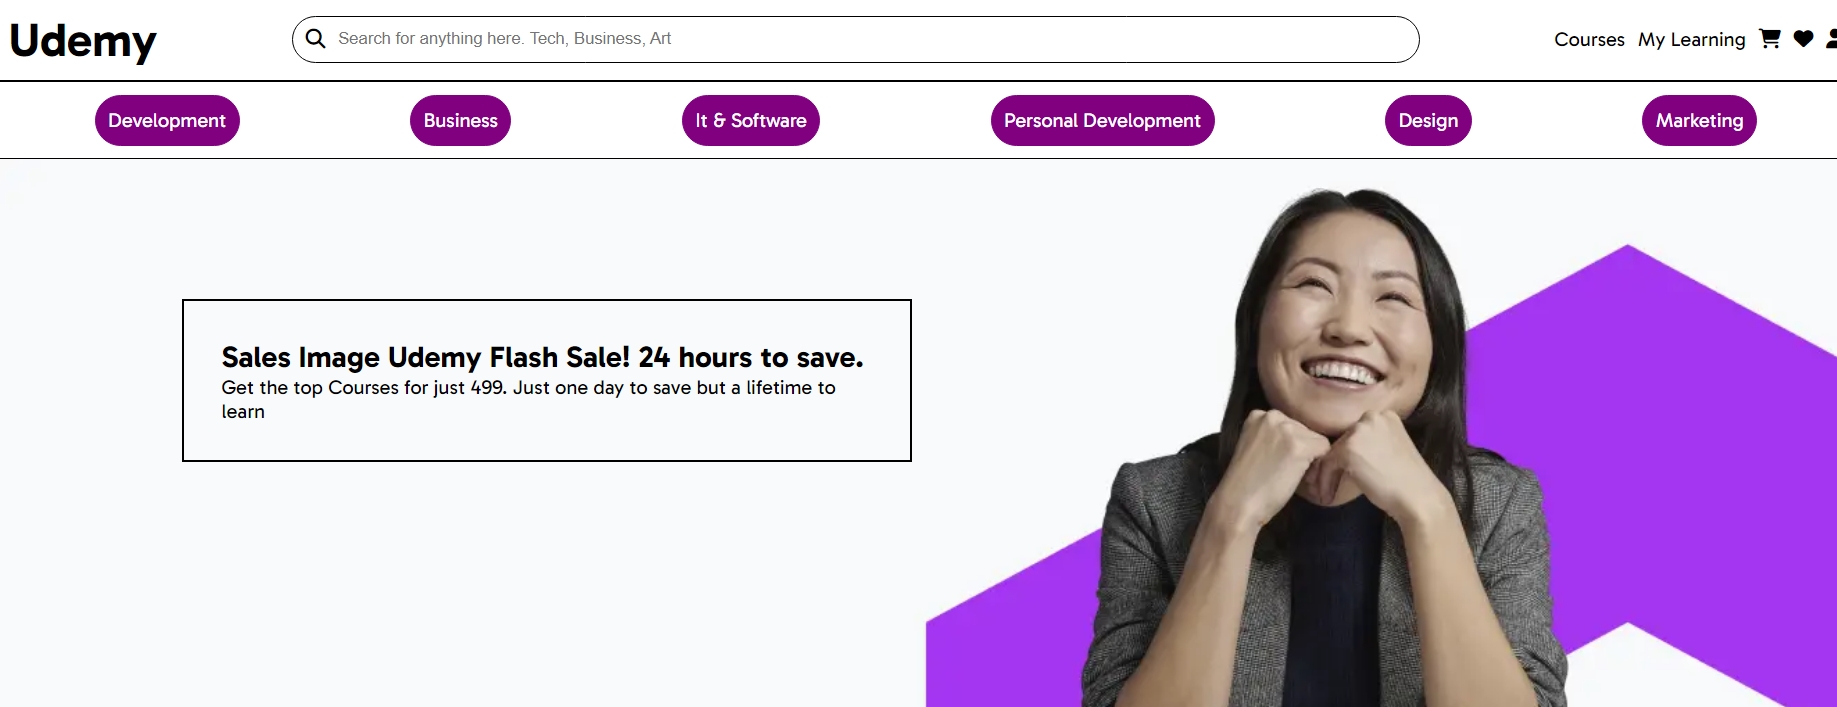 Udemy
Search for anything here. Tech, Business, Art
Courses My Learning
Development Business It & Software Personal Development Design Marketing
Sales Image Udemy Flash Sale! 24 hours to save.
Get the top Courses for just 499. Just one day to save but a lifetime to
learn